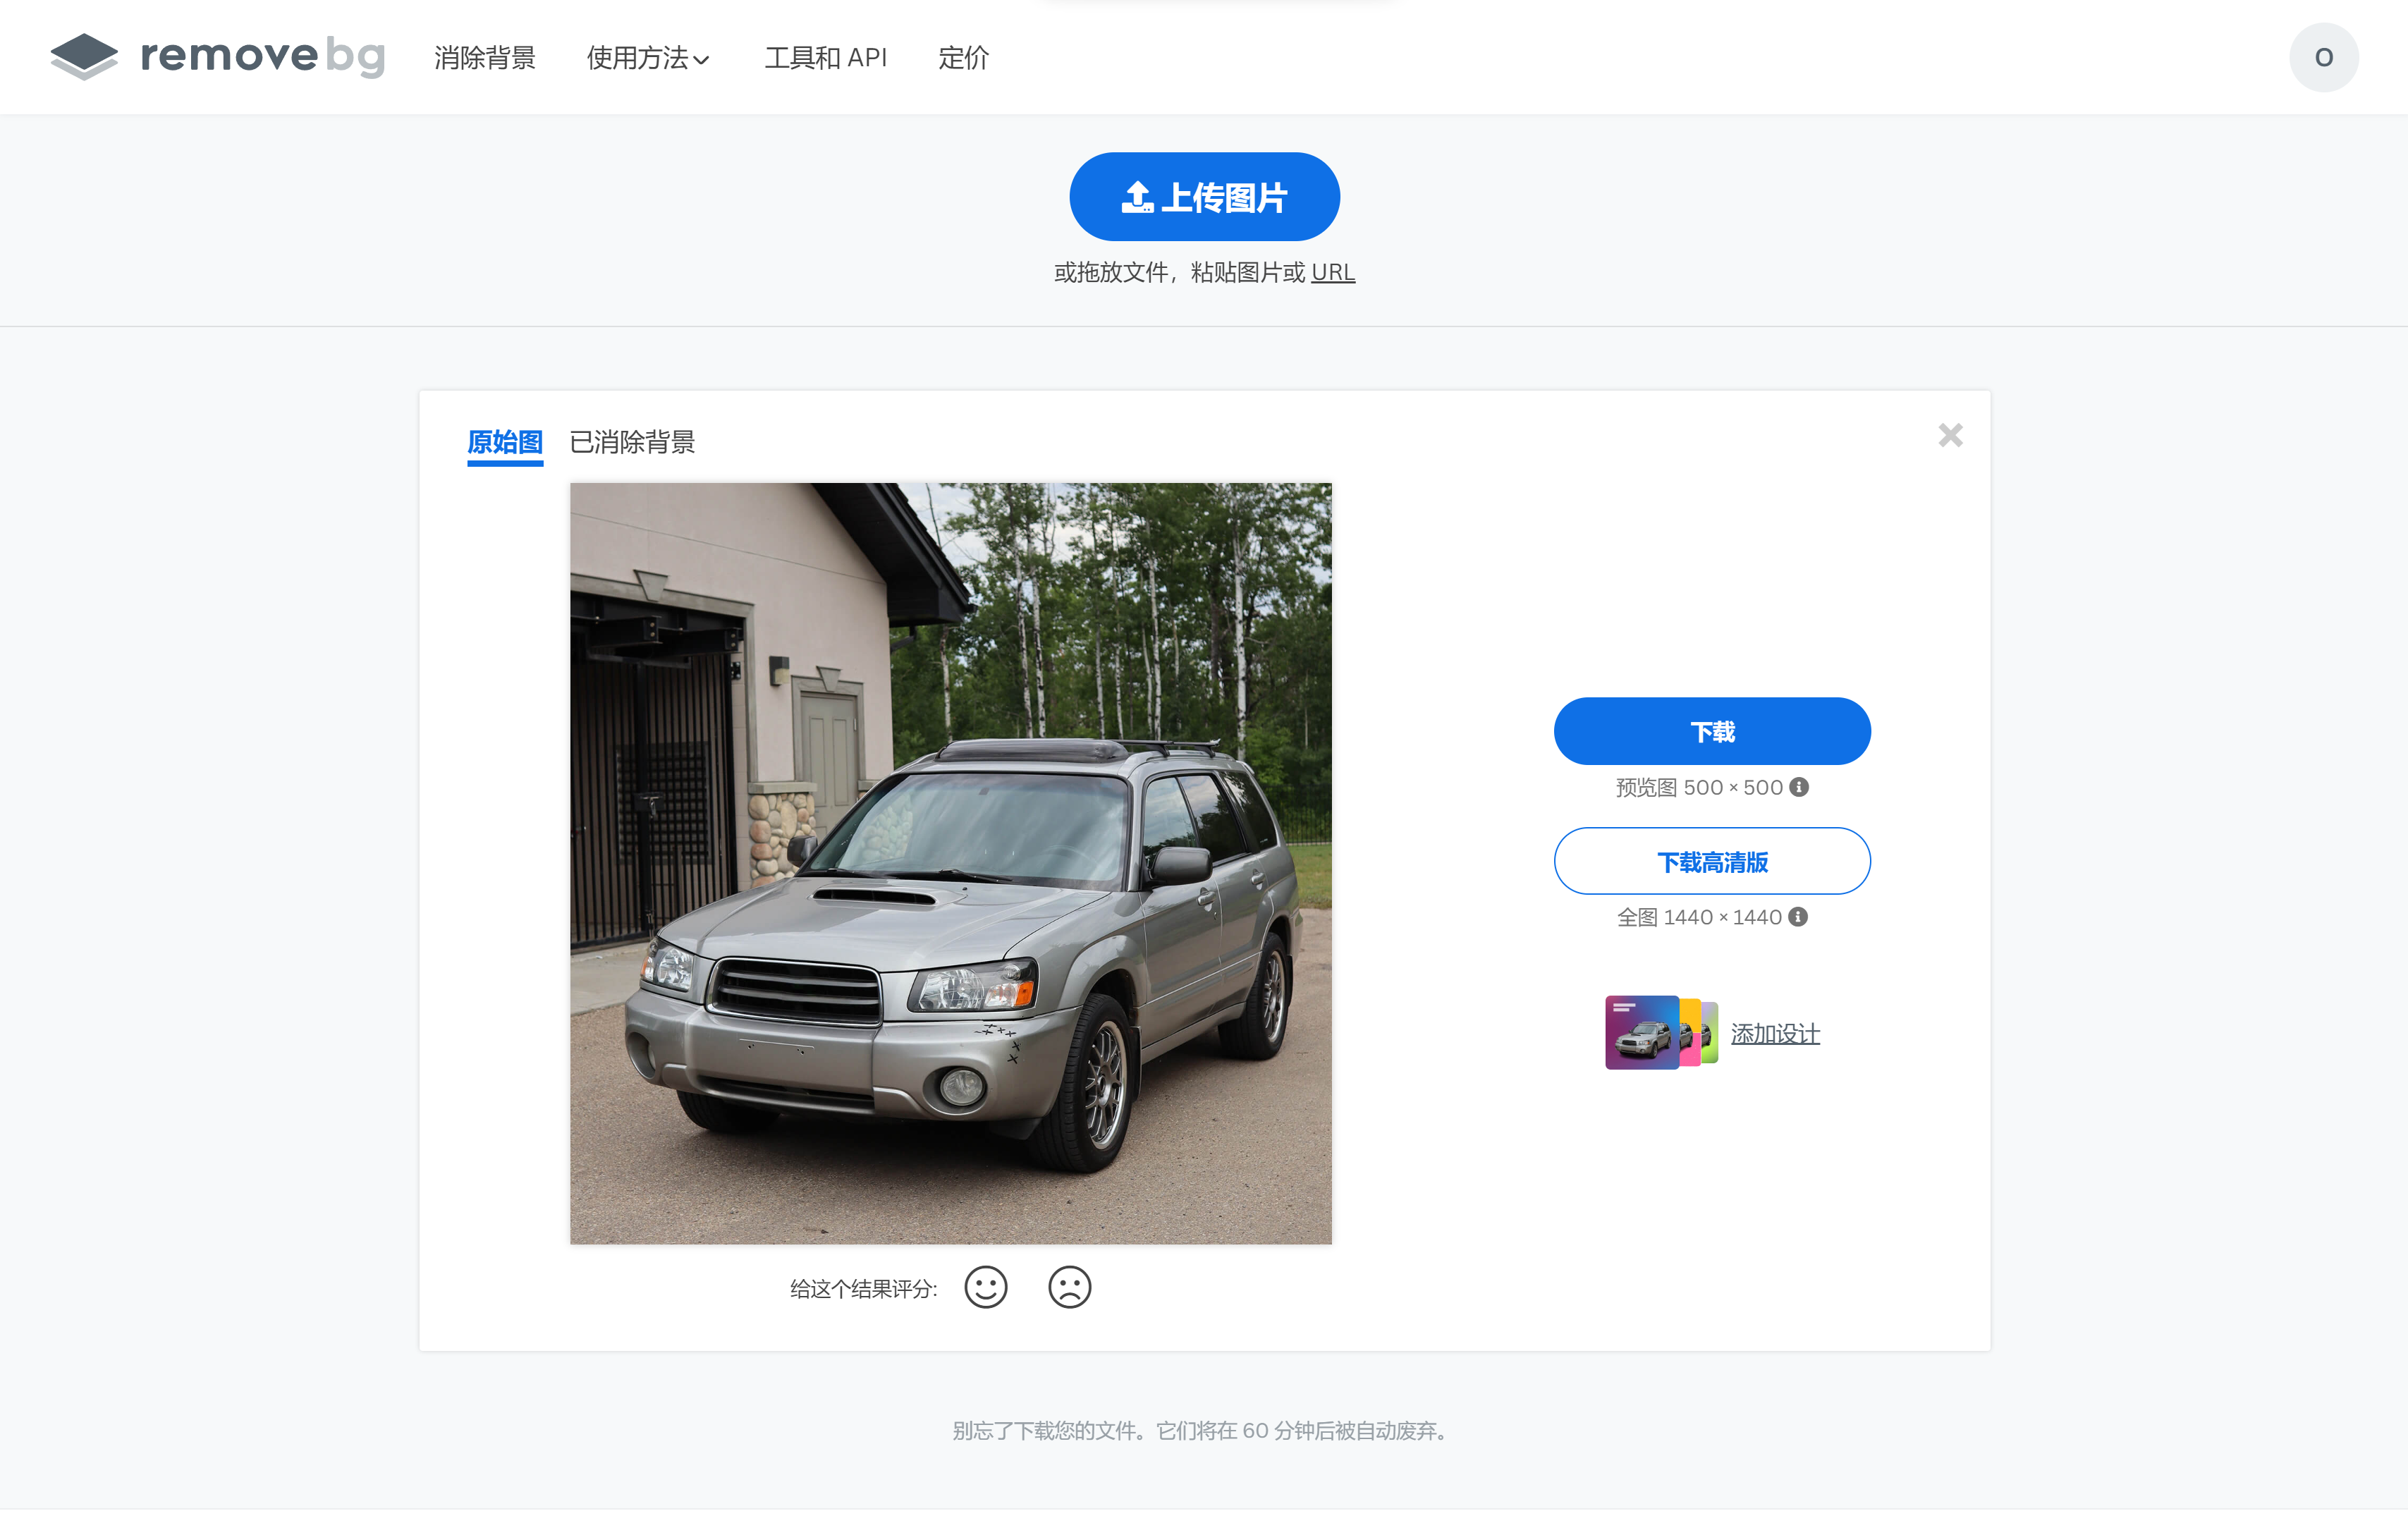 removebg 消除背景 使用方法 工具和 API 定价 O
上传图片
或拖放文件，粘贴图片或 URL
原始图 已消除背景
下载
预览图 500 × 500
下载高清版
全图 1440 × 1440
添加设计
给这个结果评分:
别忘了下载您的文件。它们将在 60 分钟后被自动废弃。